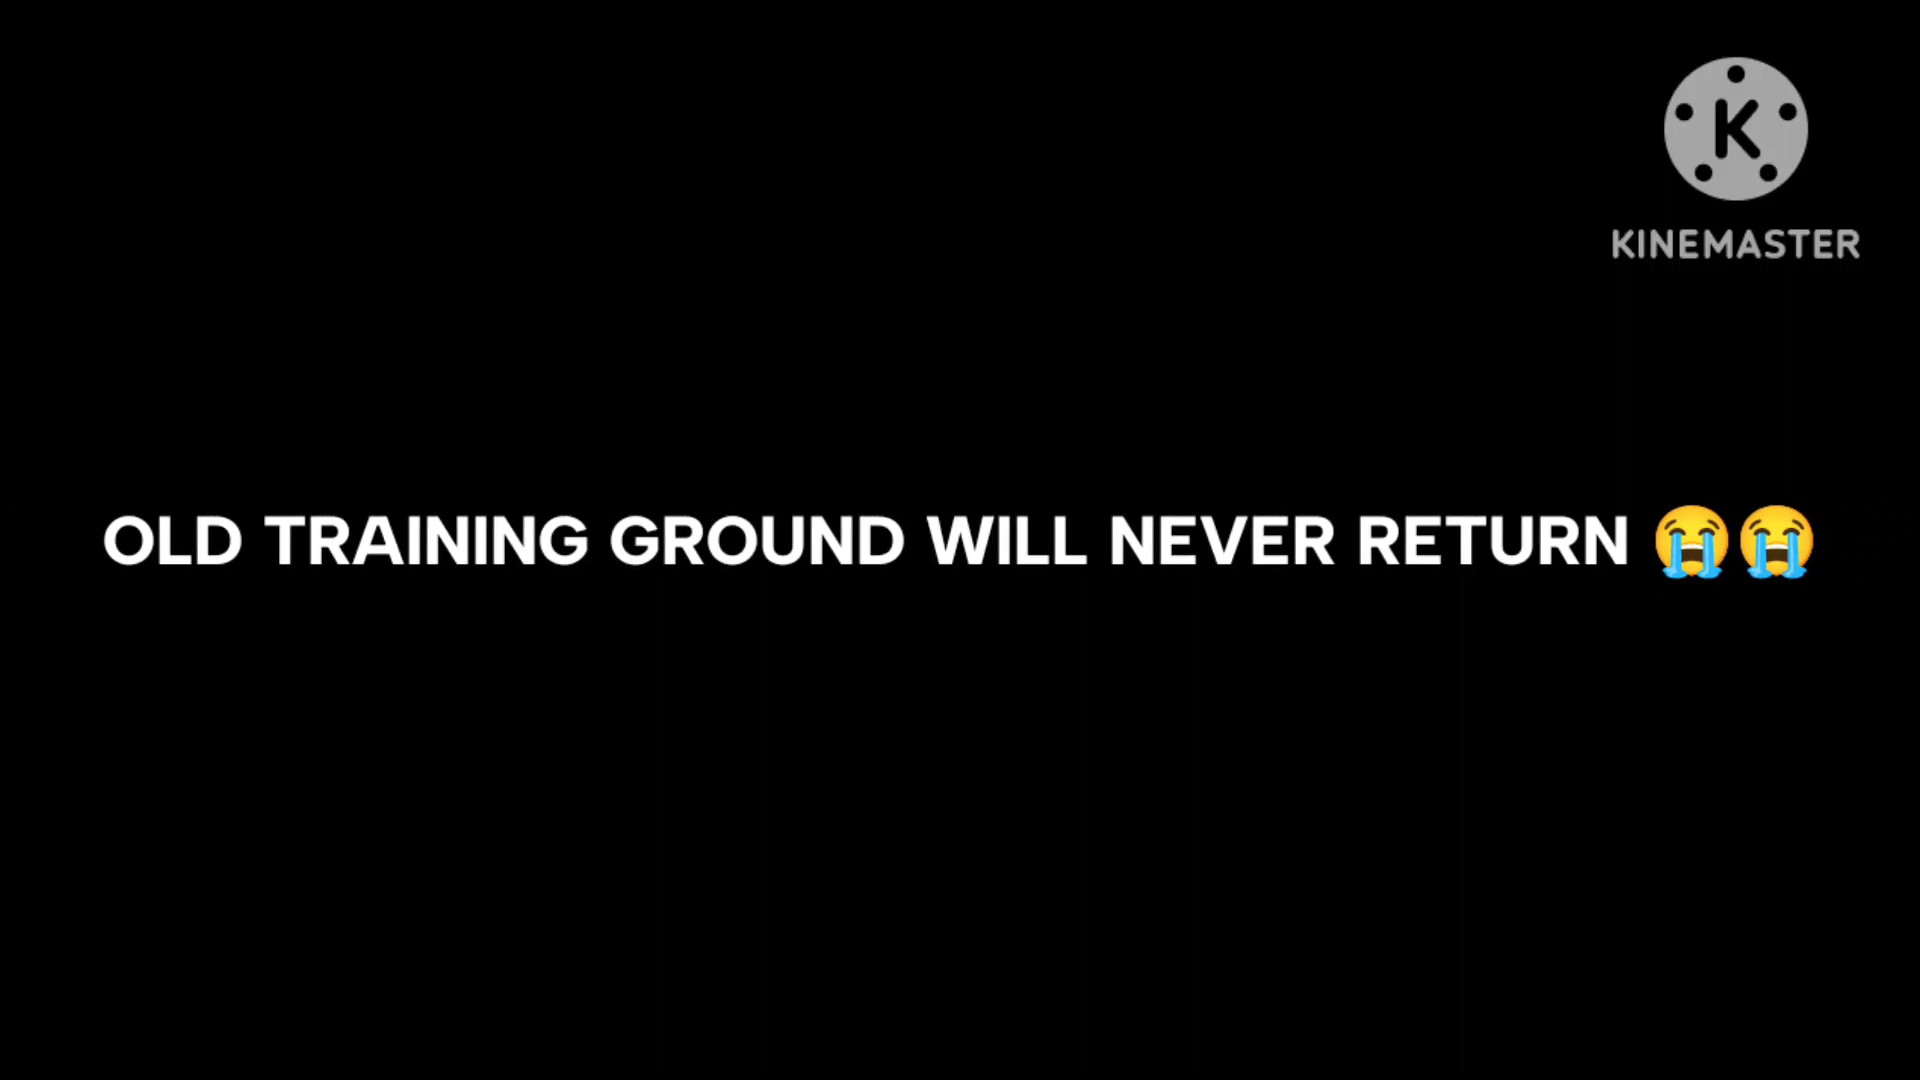 K
KINEMASTER
OLD TRAINING GROUND WILL NEVER RETURN 😭😭